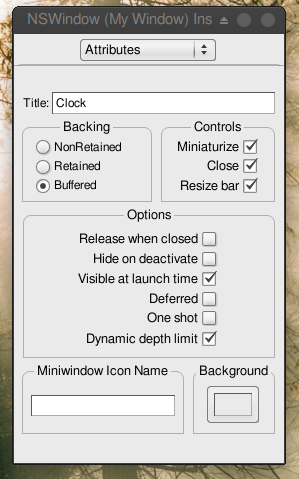 NSWindow (My Window) Ins
Attributes
Title: Clock
Backing
NonRetained
Retained
Buffered
Controls
Miniaturize
Close
Resize bar
Options
Release when closed
Hide on deactivate
Visible at launch time
Deferred
One shot
Dynamic depth limit
Miniwindow Icon Name
Background